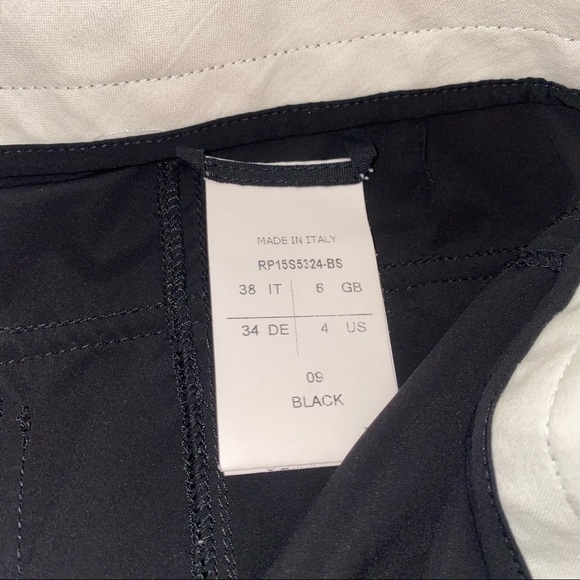 MADE IN ITALY
RP15S5324-BS
38 IT 6 GB
34 DE 4 US
09
BLACK